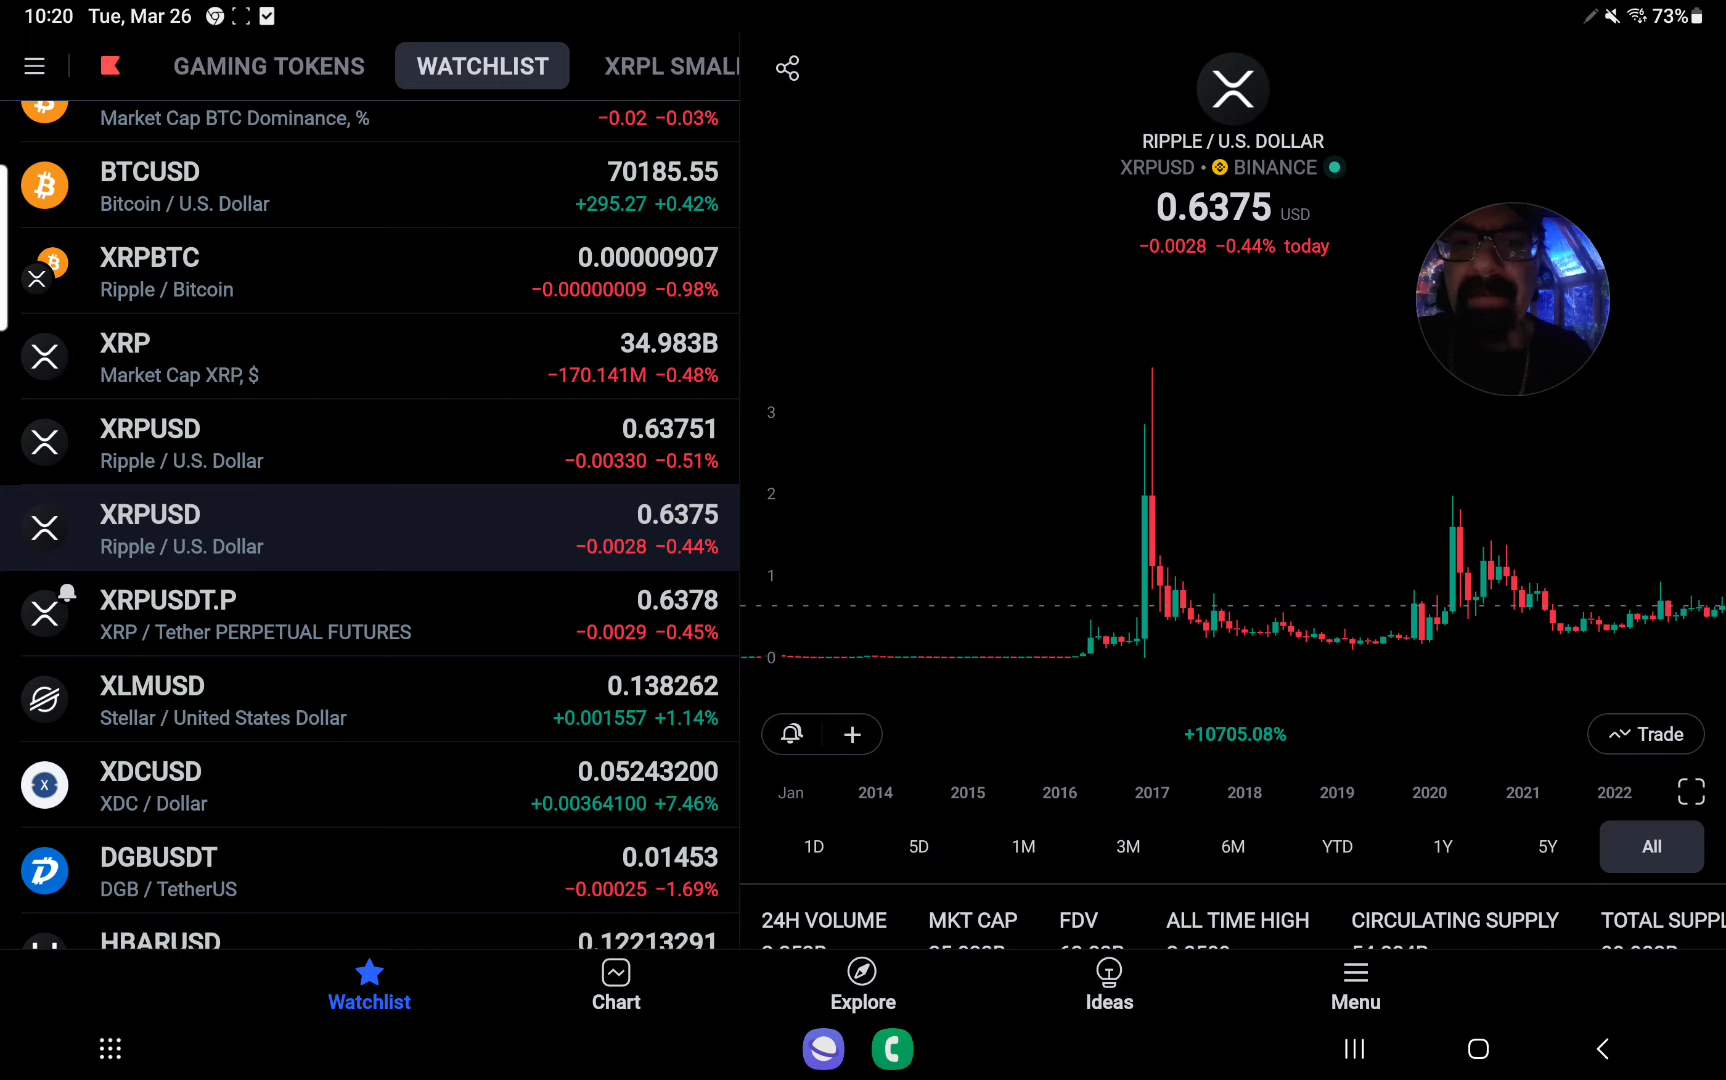 10:20 Tue, Mar 26
73%
GAMING TOKENS
WATCHLIST
XRPL SMALL
Market Cap BTC Dominance, %
−0.02 −0.03%
BTCUSD
70185.55
Bitcoin / U.S. Dollar
+295.27 +0.42%
XRPBTC
0.00000907
Ripple / Bitcoin
−0.00000009 −0.98%
XRP
34.983B
Market Cap XRP, $
−170.141M −0.48%
XRPUSD
0.63751
Ripple / U.S. Dollar
−0.00330 −0.51%
XRPUSD
0.6375
Ripple / U.S. Dollar
−0.0028 −0.44%
XRPUSDT.P
0.6378
XRP / Tether PERPETUAL FUTURES
−0.0029 −0.45%
XLMUSD
0.138262
Stellar / United States Dollar
+0.001557 +1.14%
XDCUSD
0.05243200
XDC / Dollar
+0.00364100 +7.46%
DGBUSDT
0.01453
DGB / TetherUS
−0.00025 −1.69%
HBARUSD
0.12213291
RIPPLE / U.S. DOLLAR
XRPUSD • BINANCE
0.6375 USD
−0.0028 −0.44% today
3
2
1
0
+10705.08%
Trade
Jan 2014 2015 2016 2017 2018 2019 2020 2021 2022
1D 5D 1M 3M 6M YTD 1Y 5Y All
24H VOLUME MKT CAP FDV ALL TIME HIGH CIRCULATING SUPPLY TOTAL SUPPL
Watchlist Chart Explore Ideas Menu